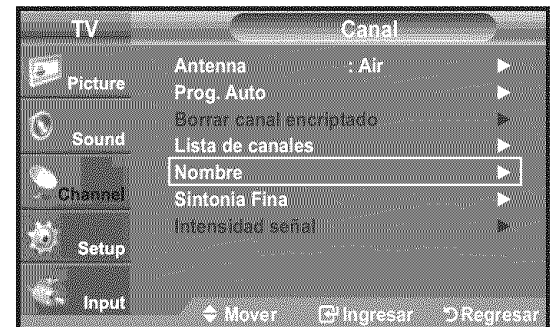 TV
Canal
Picture
Sound
Channel
Setup
Input
Antenna : Air
Prog. Auto
Borrar canal encriptado
Lista de canales
Nombre
Sintonia Fina
Intensidad señal
Mover Ingresar Regresar